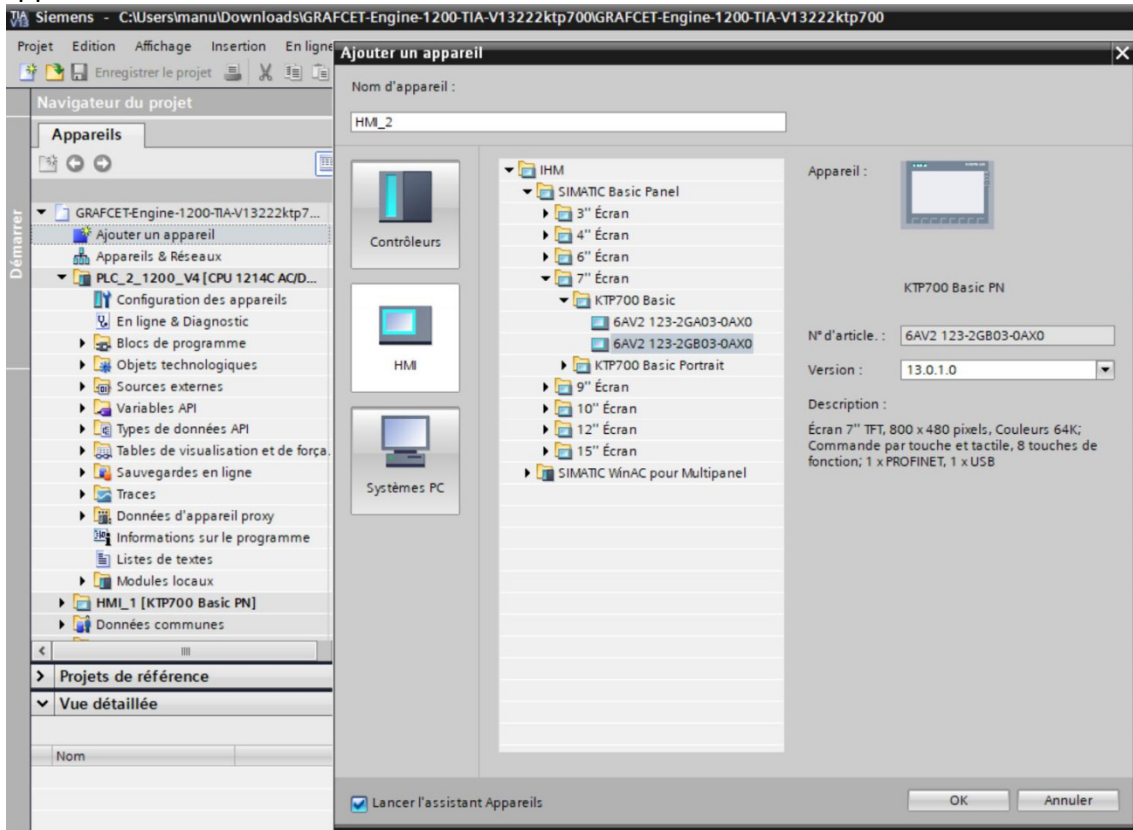 Siemens - C:\Users\manu\Downloads\GRAFCET-Engine-1200-TIA-V13222ktp700\GRAFCET-Engine-1200-TIA-V13222ktp700
Projet Edition Affichage Insertion En ligne
Enregistrer le projet
Navigateur du projet
Appareils
Démarrer
GRAFCET-Engine-1200-TIA-V13222ktp7...
Ajouter un appareil
Appareils & Réseaux
PLC_2_1200_V4 [CPU 1214C AC/D...
Configuration des appareils
En ligne & Diagnostic
Blocs de programme
Objets technologiques
Sources externes
Variables API
Types de données API
Tables de visualisation et de força.
Sauvegardes en ligne
Traces
Données d'appareil proxy
Informations sur le programme
Listes de textes
Modules locaux
HMI_1 [KTP700 Basic PN]
Données communes
Projets de référence
Vue détaillée
Nom
Ajouter un appareil
Nom d'appareil :
HMI_2
Contrôleurs
HMI
Systèmes PC
IHM
SIMATIC Basic Panel
3'' Écran
4'' Écran
6'' Écran
7'' Écran
KTP700 Basic
6AV2 123-2GA03-0AX0
6AV2 123-2GB03-0AX0
KTP700 Basic Portrait
9'' Écran
10'' Écran
12'' Écran
15'' Écran
SIMATIC WinAC pour Multipanel
Appareil :
KTP700 Basic PN
N° d'article. : 6AV2 123-2GB03-0AX0
Version : 13.0.1.0
Description :
Écran 7'' TFT, 800 x 480 pixels, Couleurs 64K;
Commande par touche et tactile, 8 touches de
fonction; 1 x PROFINET, 1 x USB
Lancer l'assistant Appareils
OK Annuler